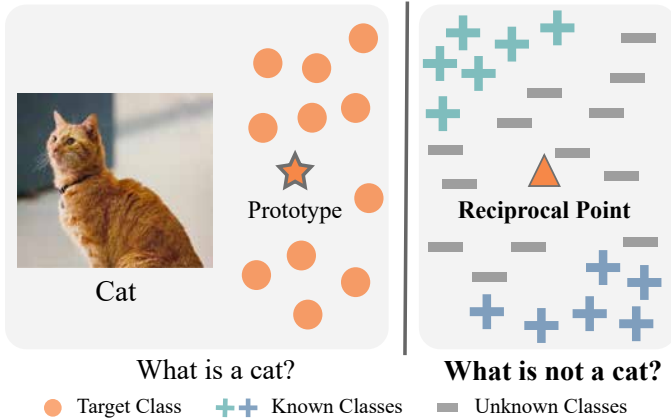 Prototype
Cat
What is a cat?
Reciprocal Point
What is not a cat?
Target Class
Known Classes
Unknown Classes